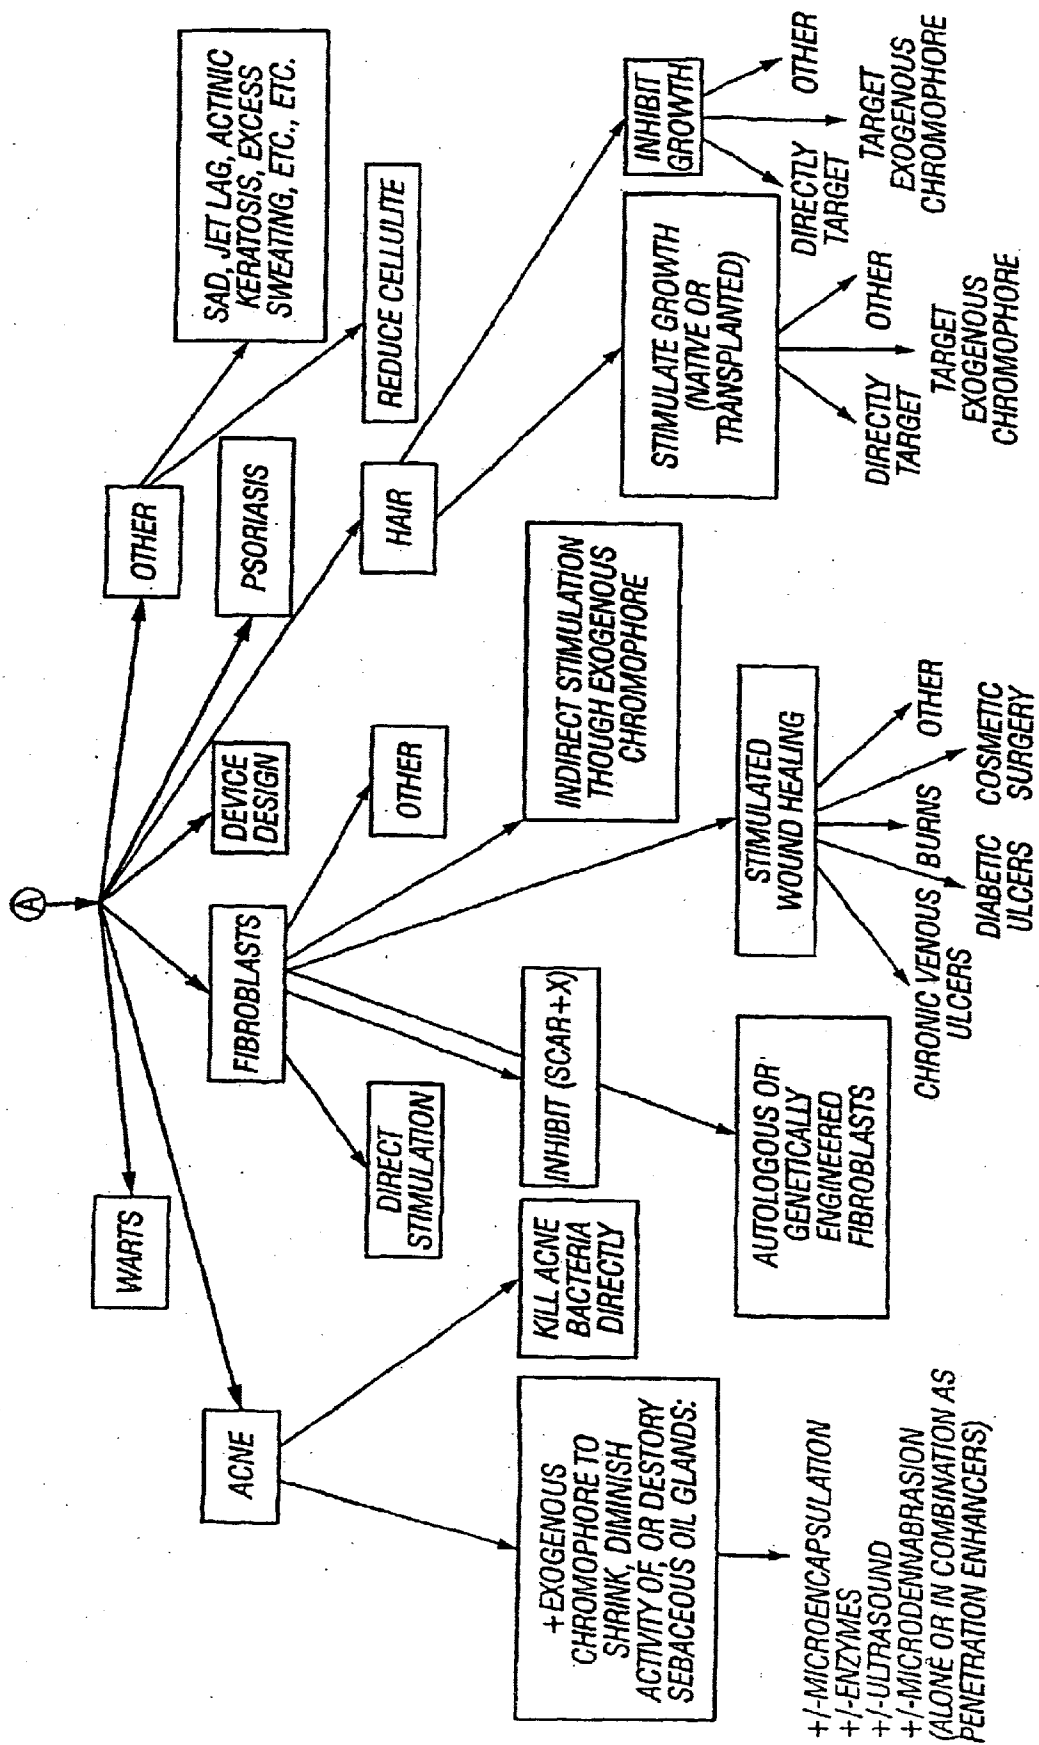 A
WARTS
OTHER
SAD, JET LAG, ACTINIC
KERATOSIS, EXCESS
SWEATING, ETC., ETC.
ACNE
FIBROBLASTS
DEVICE
DESIGN
PSORIASIS
REDUCE CELLULITE
DIRECT
STIMULATION
OTHER
HAIR
+EXOGENOUS
CHROMOPHORE TO
SHRINK, DIMINISH
ACTIVITY OF, OR DESTORY
SEBACEOUS OIL GLANDS:
KILL ACNE
BACTERIA
DIRECTLY
INHIBIT (SCAR+X)
INDIRECT STIMULATION
THOUGH EXOGENOUS
CHROMOPHORE
STIMULATE GROWTH
(NATIVE OR
TRANSPLANTED)
INHIBIT
GROWTH
AUTOLOGOUS OR
GENETICALLY
ENGINEERED
FIBROBLASTS
STIMULATED
WOUND HEALING
DIRECTLY
TARGET
OTHER
TARGET
EXOGENOUS
CHROMOPHORE
DIRECTLY
TARGET
OTHER
TARGET
EXOGENOUS
CHROMOPHORE
+/-MICROENCAPSULATION
+/-ENZYMES
+/-ULTRASOUND
+/-MICRODENNABRASION
(ALONE OR IN COMBINATION AS
PENETRATION ENHANCERS)
CHRONIC VENOUS
ULCERS
BURNS
OTHER
DIABETIC
ULCERS
COSMETIC
SURGERY